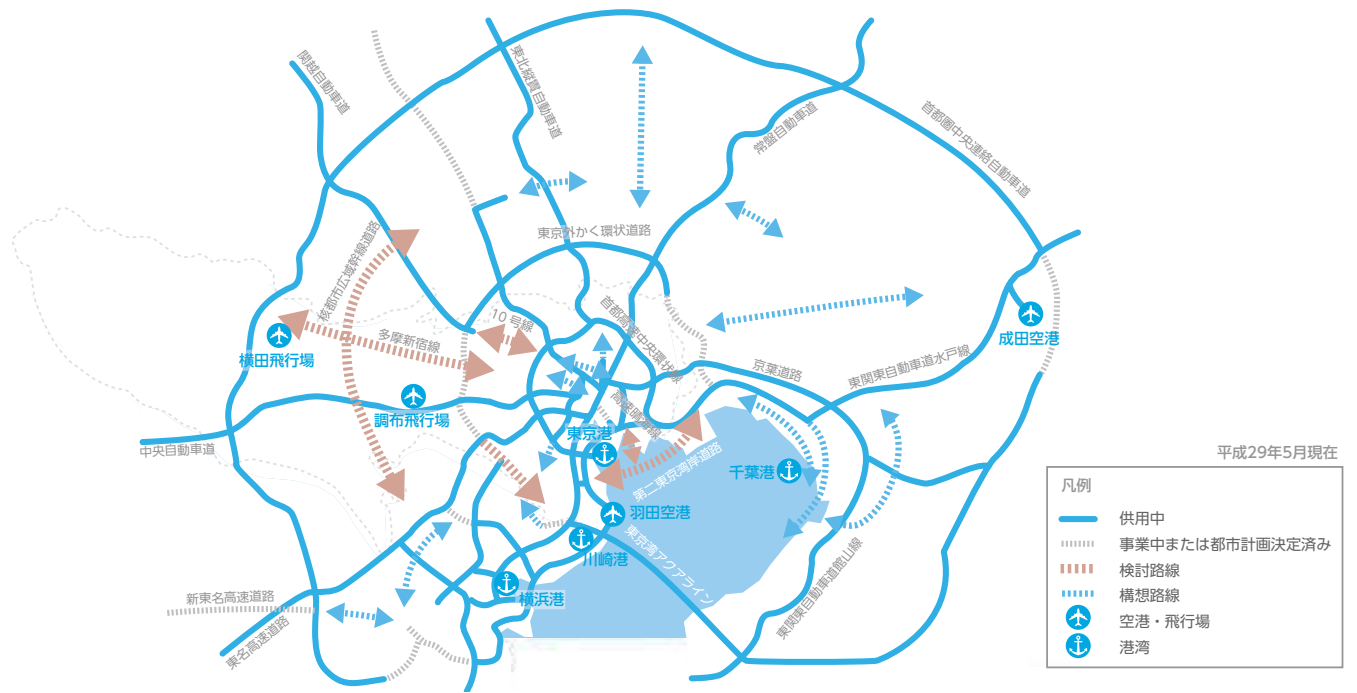 関越自動車道
東北縦貫自動車道
常盤自動車道
首都圏中央連絡自動車道
東京外かく環状道路
核都市広域幹線道路
10号線
首都高速中央環状線
多摩新宿線
横田飛行場
成田空港
京葉道路
東関東自動車道水戸線
調布飛行場
高速晴海線
東京港
中央自動車道
第二東京湾岸道路
千葉港
羽田空港
東京湾アクアライン
川崎港
横浜港
東関東自動車道館山線
新東名高速道路
東名高速道路
平成29年5月現在
凡例
供用中
事業中または都市計画決定済み
検討路線
構想路線
空港・飛行場
港湾